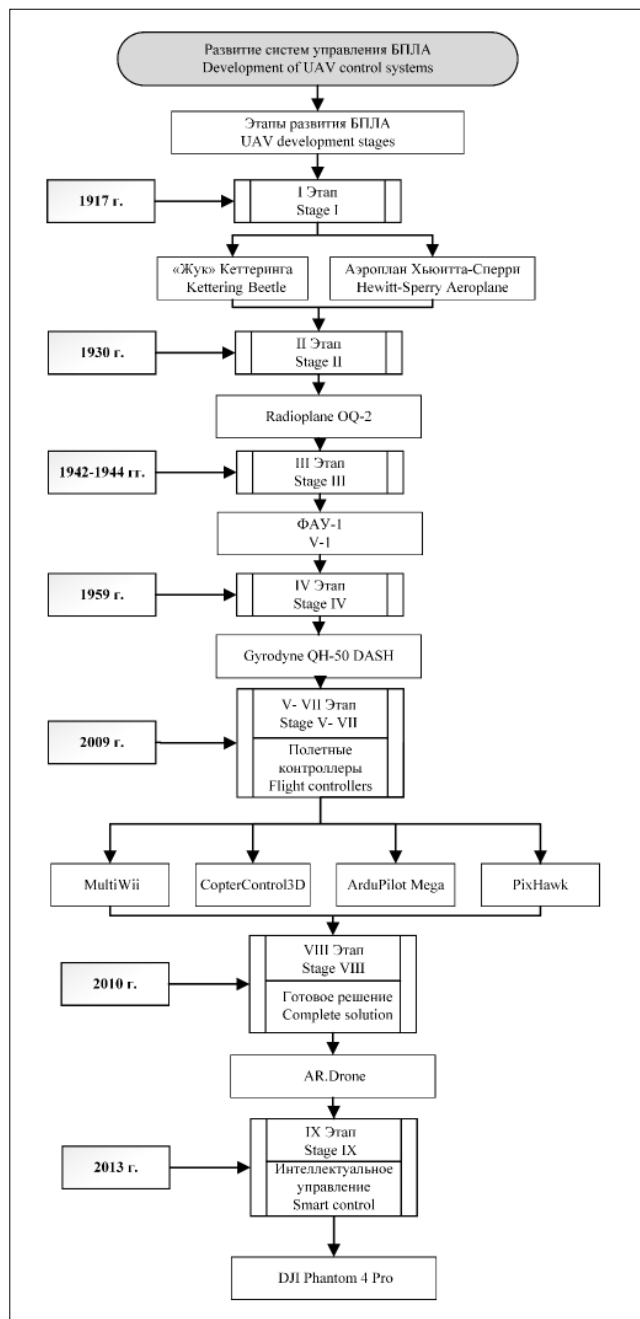 Развитие систем управления БПЛА
Development of UAV control systems
Этапы развития БПЛА
UAV development stages
1917 г.
I Этап
Stage I
«Жук» Кеттеринга
Kettering Beetle
Аэроплан Хьюитта-Сперри
Hewitt-Sperry Aeroplane
1930 г.
II Этап
Stage II
Radioplane OQ-2
1942-1944 гг.
III Этап
Stage III
ФАУ-1
V-1
1959 г.
IV Этап
Stage IV
Gyrodyne QH-50 DASH
2009 г.
V- VII Этап
Stage V- VII
Полетные
контроллеры
Flight controllers
MultiWii
CopterControl3D
ArduPilot Mega
PixHawk
2010 г.
VIII Этап
Stage VIII
Готовое решение
Complete solution
AR.Drone
2013 г.
IX Этап
Stage IX
Интеллектуальное
управление
Smart control
DJI Phantom 4 Pro